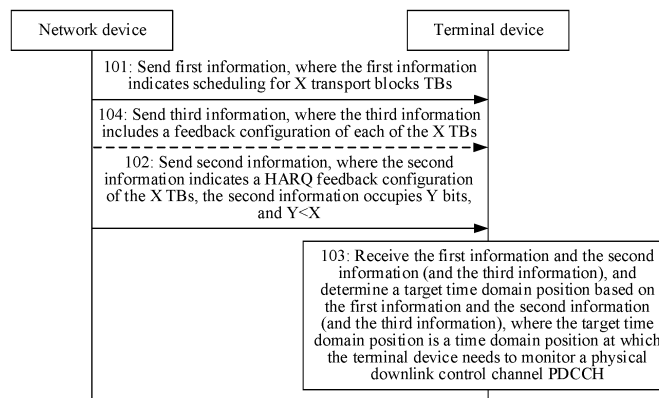 Network device
Terminal device
101: Send first information, where the first information
indicates scheduling for X transport blocks TBs
104: Send third information, where the third information
includes a feedback configuration of each of the X TBs
102: Send second information, where the second
information indicates a HARQ feedback configuration
of the X TBs, the second information occupies Y bits,
and Y<X
103: Receive the first information and the second
information (and the third information), and
determine a target time domain position based on
the first information and the second information
(and the third information), where the target time
domain position is a time domain position at which
the terminal device needs to monitor a physical
downlink control channel PDCCH